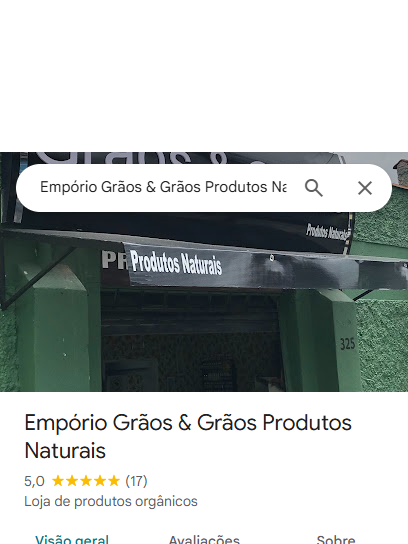 Grãos & G
Empório Grãos & Grãos Produtos Na
Produtos Naturais
PR
Produtos Naturais
325
Empório Grãos & Grãos Produtos
Naturais
5,0 ★★★★★ (17)
Loja de produtos orgânicos
Visão geral Avaliações Sobre